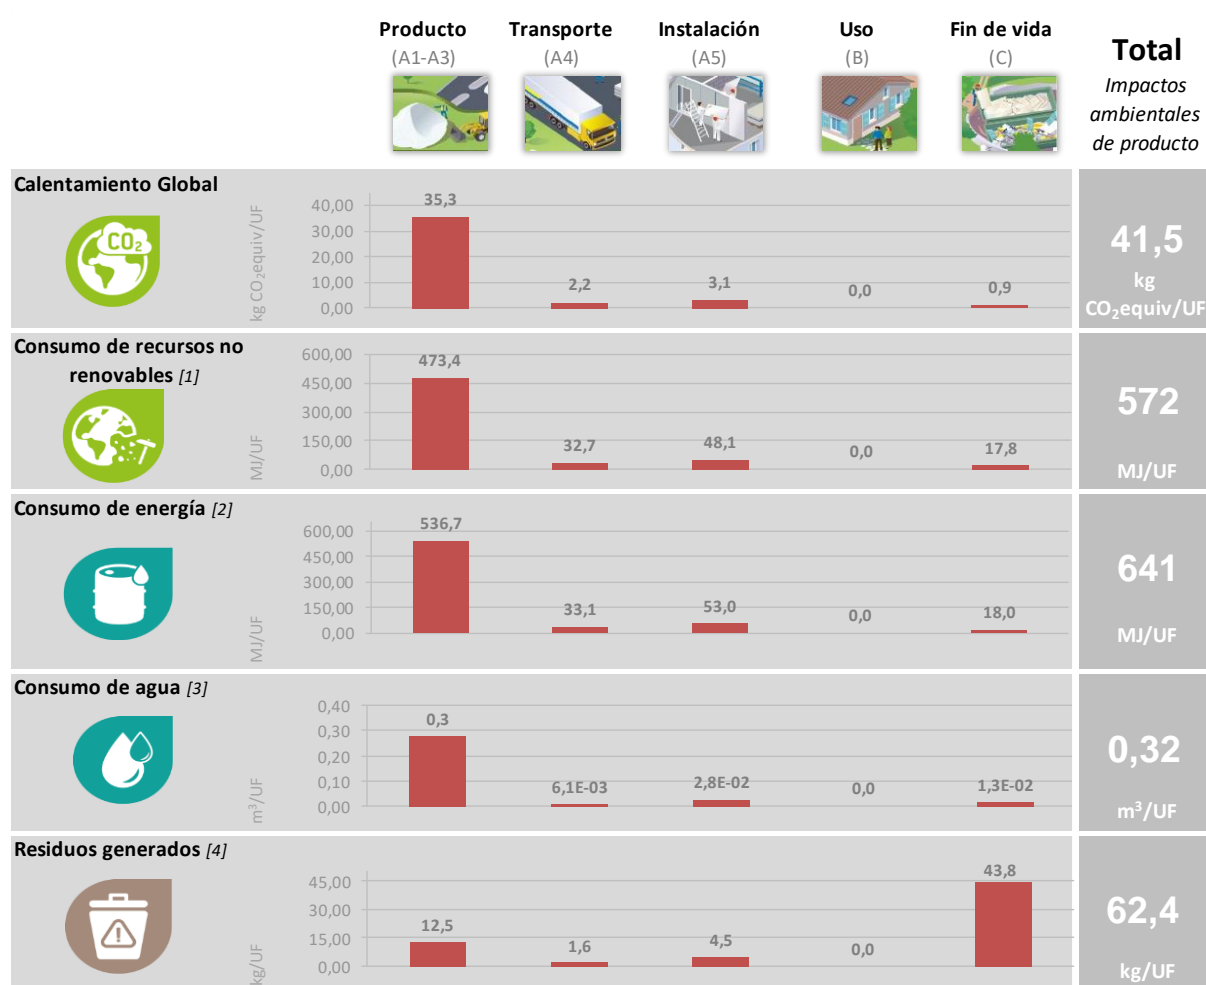 Producto Transporte Instalación Uso Fin de vida
(A1-A3) (A4) (A5) (B) (C)
Total
Impactos
ambientales
de producto
Calentamiento Global
CO2
kg CO₂equiv/UF
40,00
30,00
20,00
10,00
0,00
35,3 2,2 3,1 0,0 0,9
41,5
kg
CO₂equiv/UF
Consumo de recursos no
renovables [1]
MJ/UF
600,00
450,00
300,00
150,00
0,00
473,4 32,7 48,1 0,0 17,8
572
MJ/UF
Consumo de energía [2]
MJ/UF
600,00
450,00
300,00
150,00
0,00
536,7 33,1 53,0 0,0 18,0
641
MJ/UF
Consumo de agua [3]
m³/UF
0,40
0,30
0,20
0,10
0,00
0,3 6,1E-03 2,8E-02 0,0 1,3E-02
0,32
m³/UF
Residuos generados [4]
kg/UF
45,00
30,00
15,00
0,00
12,5 1,6 4,5 0,0 43,8
62,4
kg/UF